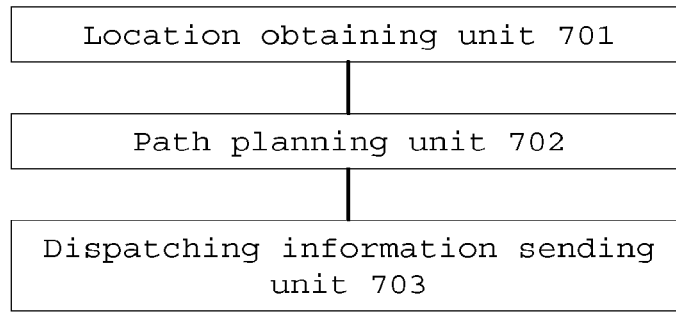 Location obtaining unit 701
Path planning unit 702
Dispatching information sending
unit 703